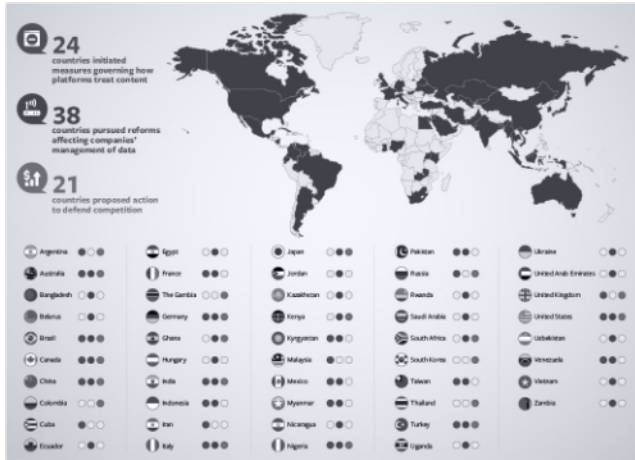 24
countries initiated
measures governing how
platforms treat content
38
countries pursued reforms
affecting companies'
management of data
21
countries proposed action
to defend competition
Argentina
Australia
Bangladesh
Belarus
Brazil
Canada
China
Colombia
Cuba
Ecuador
Egypt
France
The Gambia
Germany
Ghana
Hungary
India
Indonesia
Iran
Italy
Japan
Jordan
Kazakhstan
Kenya
Kyrgyzstan
Malaysia
Mexico
Myanmar
Nicaragua
Nigeria
Pakistan
Russia
Rwanda
Saudi Arabia
South Africa
South Korea
Taiwan
Thailand
Turkey
Uganda
Ukraine
United Arab Emirates
United Kingdom
United States
Uzbekistan
Venezuela
Vietnam
Zambia